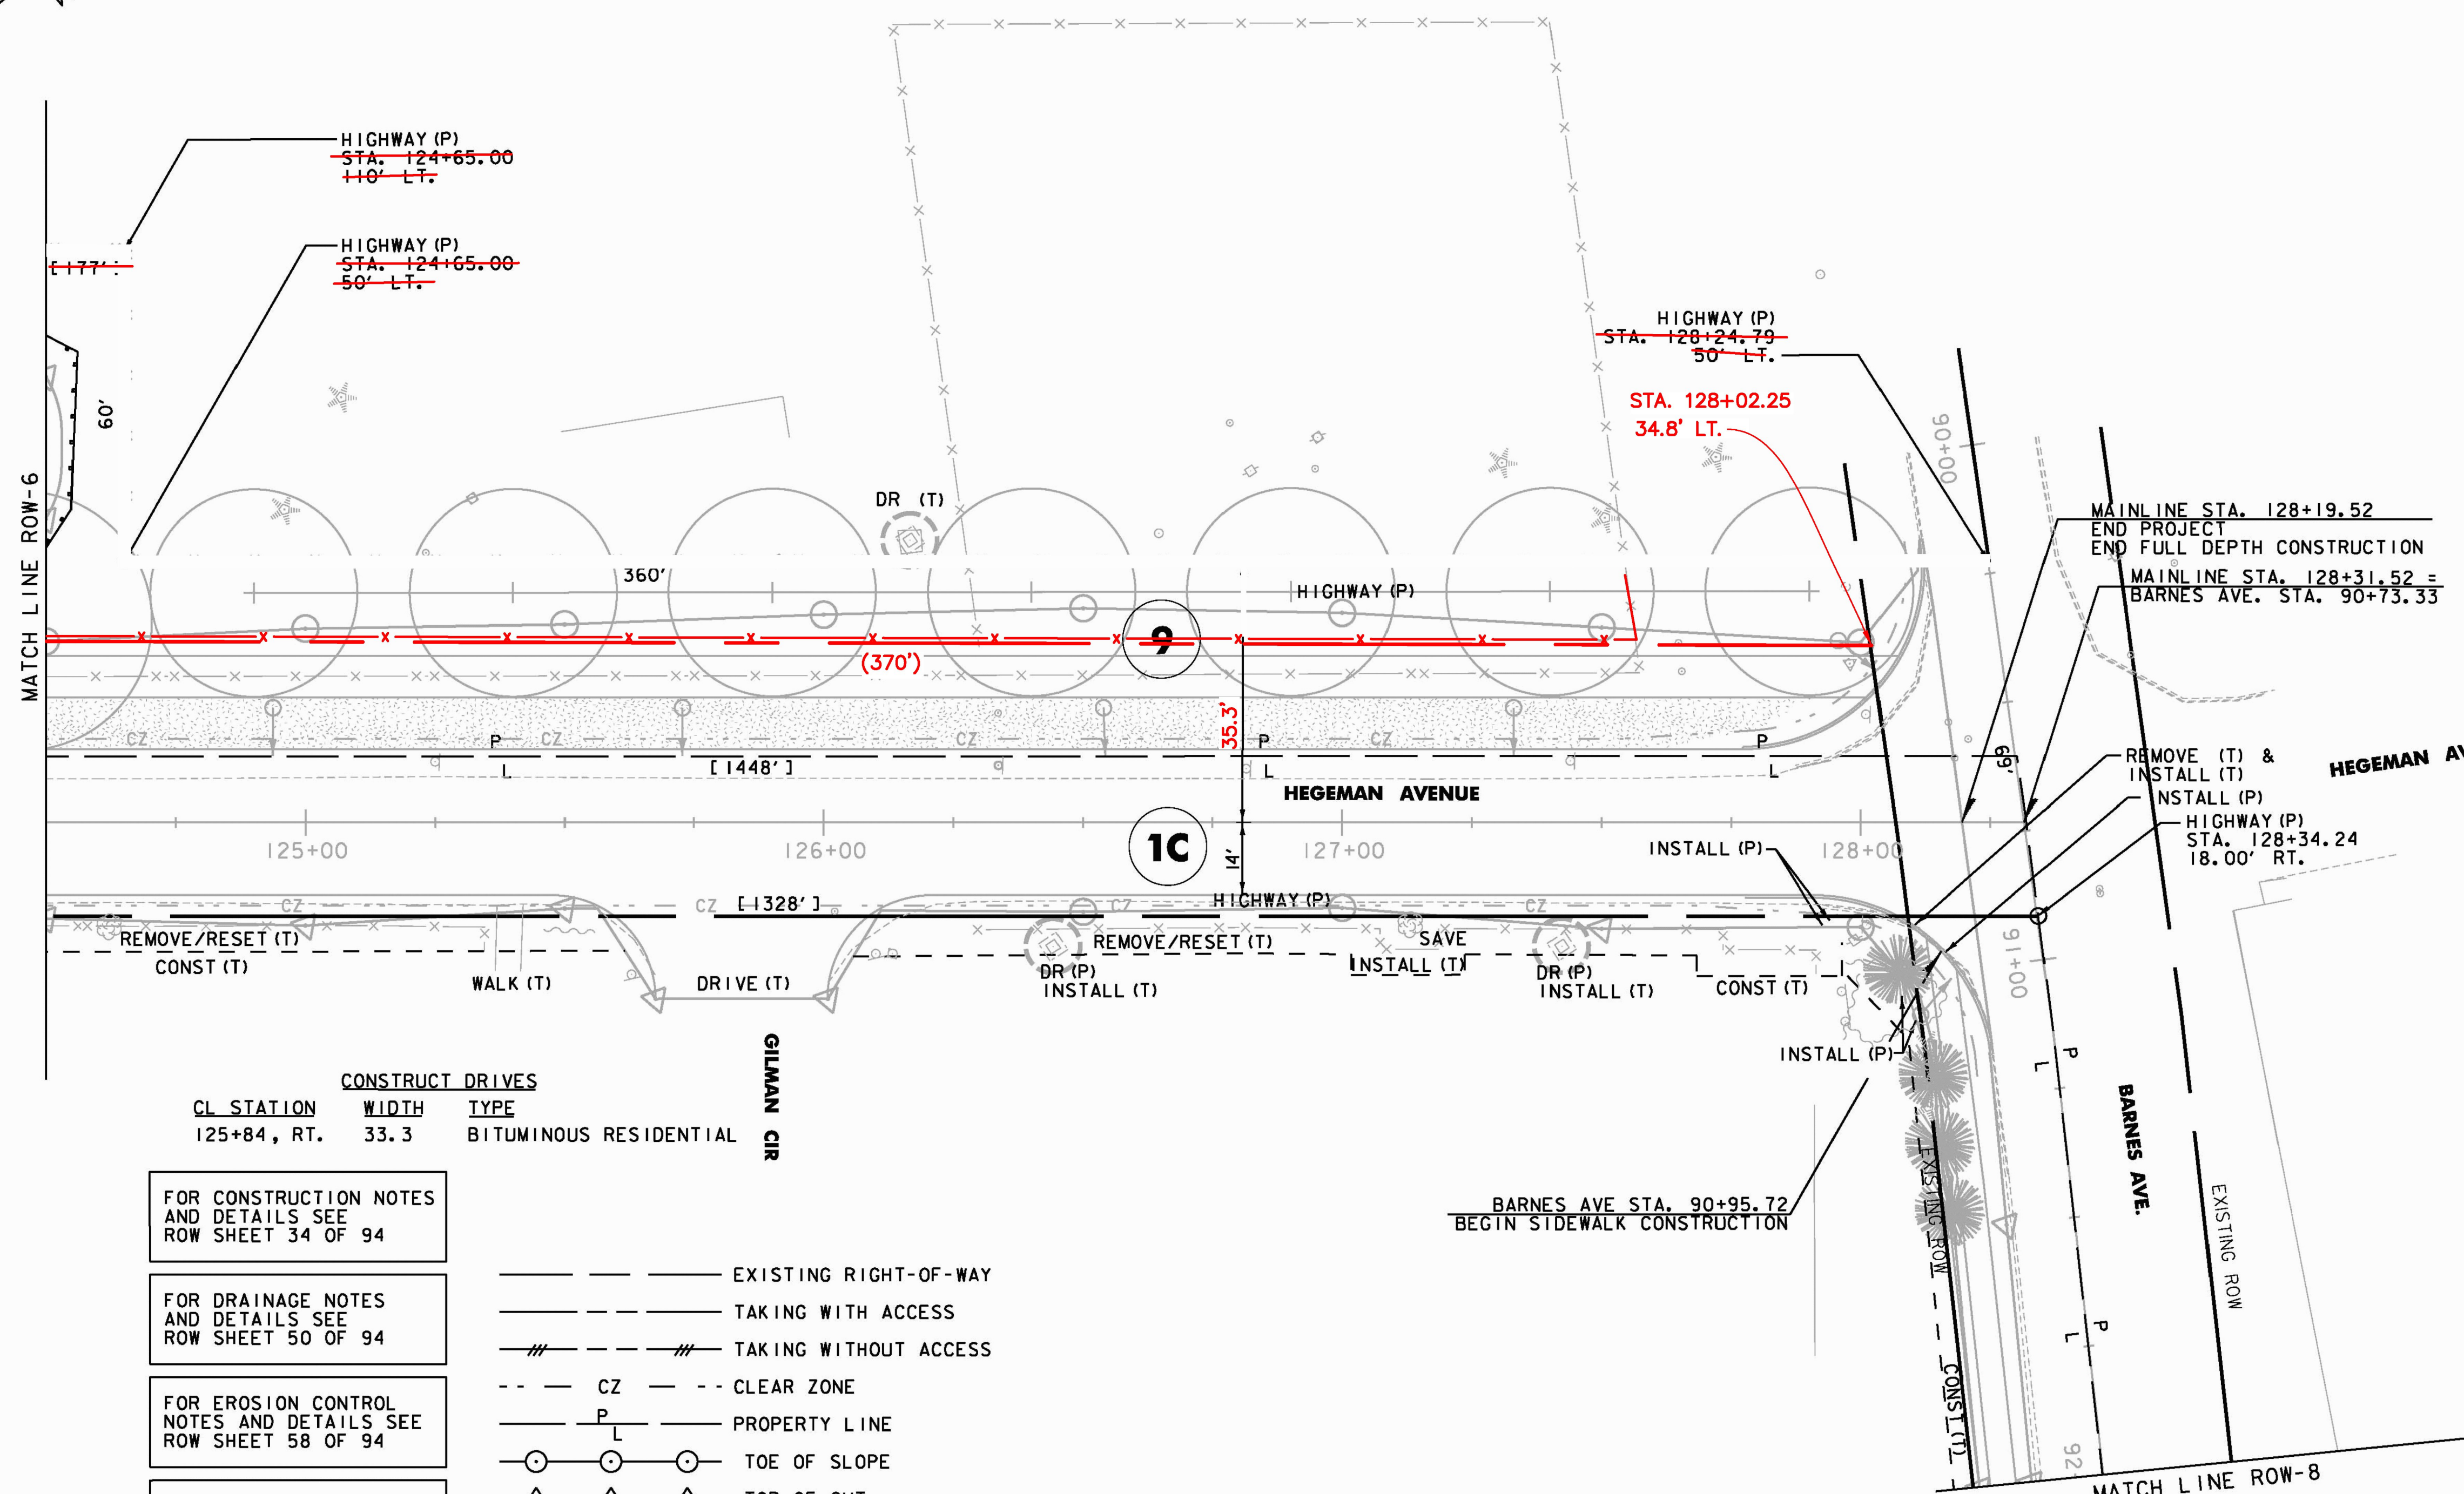 HIGHWAY (P)
STA. 124+65.00
110' LT.
[177']
HIGHWAY (P)
STA. 124+65.00
50' LT.
60'
MATCH LINE ROW-6
HIGHWAY (P)
STA. 128+24.79
50' LT.
STA. 128+02.25
34.8' LT.
90+00
DR (T)
MAINLINE STA. 128+19.52
END PROJECT
END FULL DEPTH CONSTRUCTION
MAINLINE STA. 128+31.52 =
BARNES AVE. STA. 90+73.33
360'
HIGHWAY (P)
9
(370')
35.3'
CZ
CZ
CZ
CZ
P
L
P
L
P
L
[1448']
HEGEMAN AVENUE
69'
REMOVE (T) &
INSTALL (T)
HEGEMAN AV
NSTALL (P)
HIGHWAY (P)
STA. 128+34.24
18.00' RT.
125+00
126+00
1C
14'
127+00
INSTALL (P)
128+00
CZ
CZ
[1328']
CZ
HIGHWAY (P)
CZ
REMOVE/RESET (T)
CONST (T)
WALK (T)
DRIVE (T)
REMOVE/RESET (T)
DR (P)
INSTALL (T)
SAVE
INSTALL (T)
DR (P)
INSTALL (T)
CONST (T)
91+00
INSTALL (P)
P
L
GILMAN CIR
BARNES AVE.
CONSTRUCT DRIVES
CL STATION WIDTH TYPE
125+84, RT. 33.3 BITUMINOUS RESIDENTIAL
BARNES AVE STA. 90+95.72
BEGIN SIDEWALK CONSTRUCTION
EXISTING ROW
EXISTING ROW
FOR CONSTRUCTION NOTES
AND DETAILS SEE
ROW SHEET 34 OF 94
FOR DRAINAGE NOTES
AND DETAILS SEE
ROW SHEET 50 OF 94
FOR EROSION CONTROL
NOTES AND DETAILS SEE
ROW SHEET 58 OF 94
EXISTING RIGHT-OF-WAY
TAKING WITH ACCESS
TAKING WITHOUT ACCESS
CZ CLEAR ZONE
P
L
PROPERTY LINE
TOE OF SLOPE
P
L
CONST (T)
92
MATCH LINE ROW-8